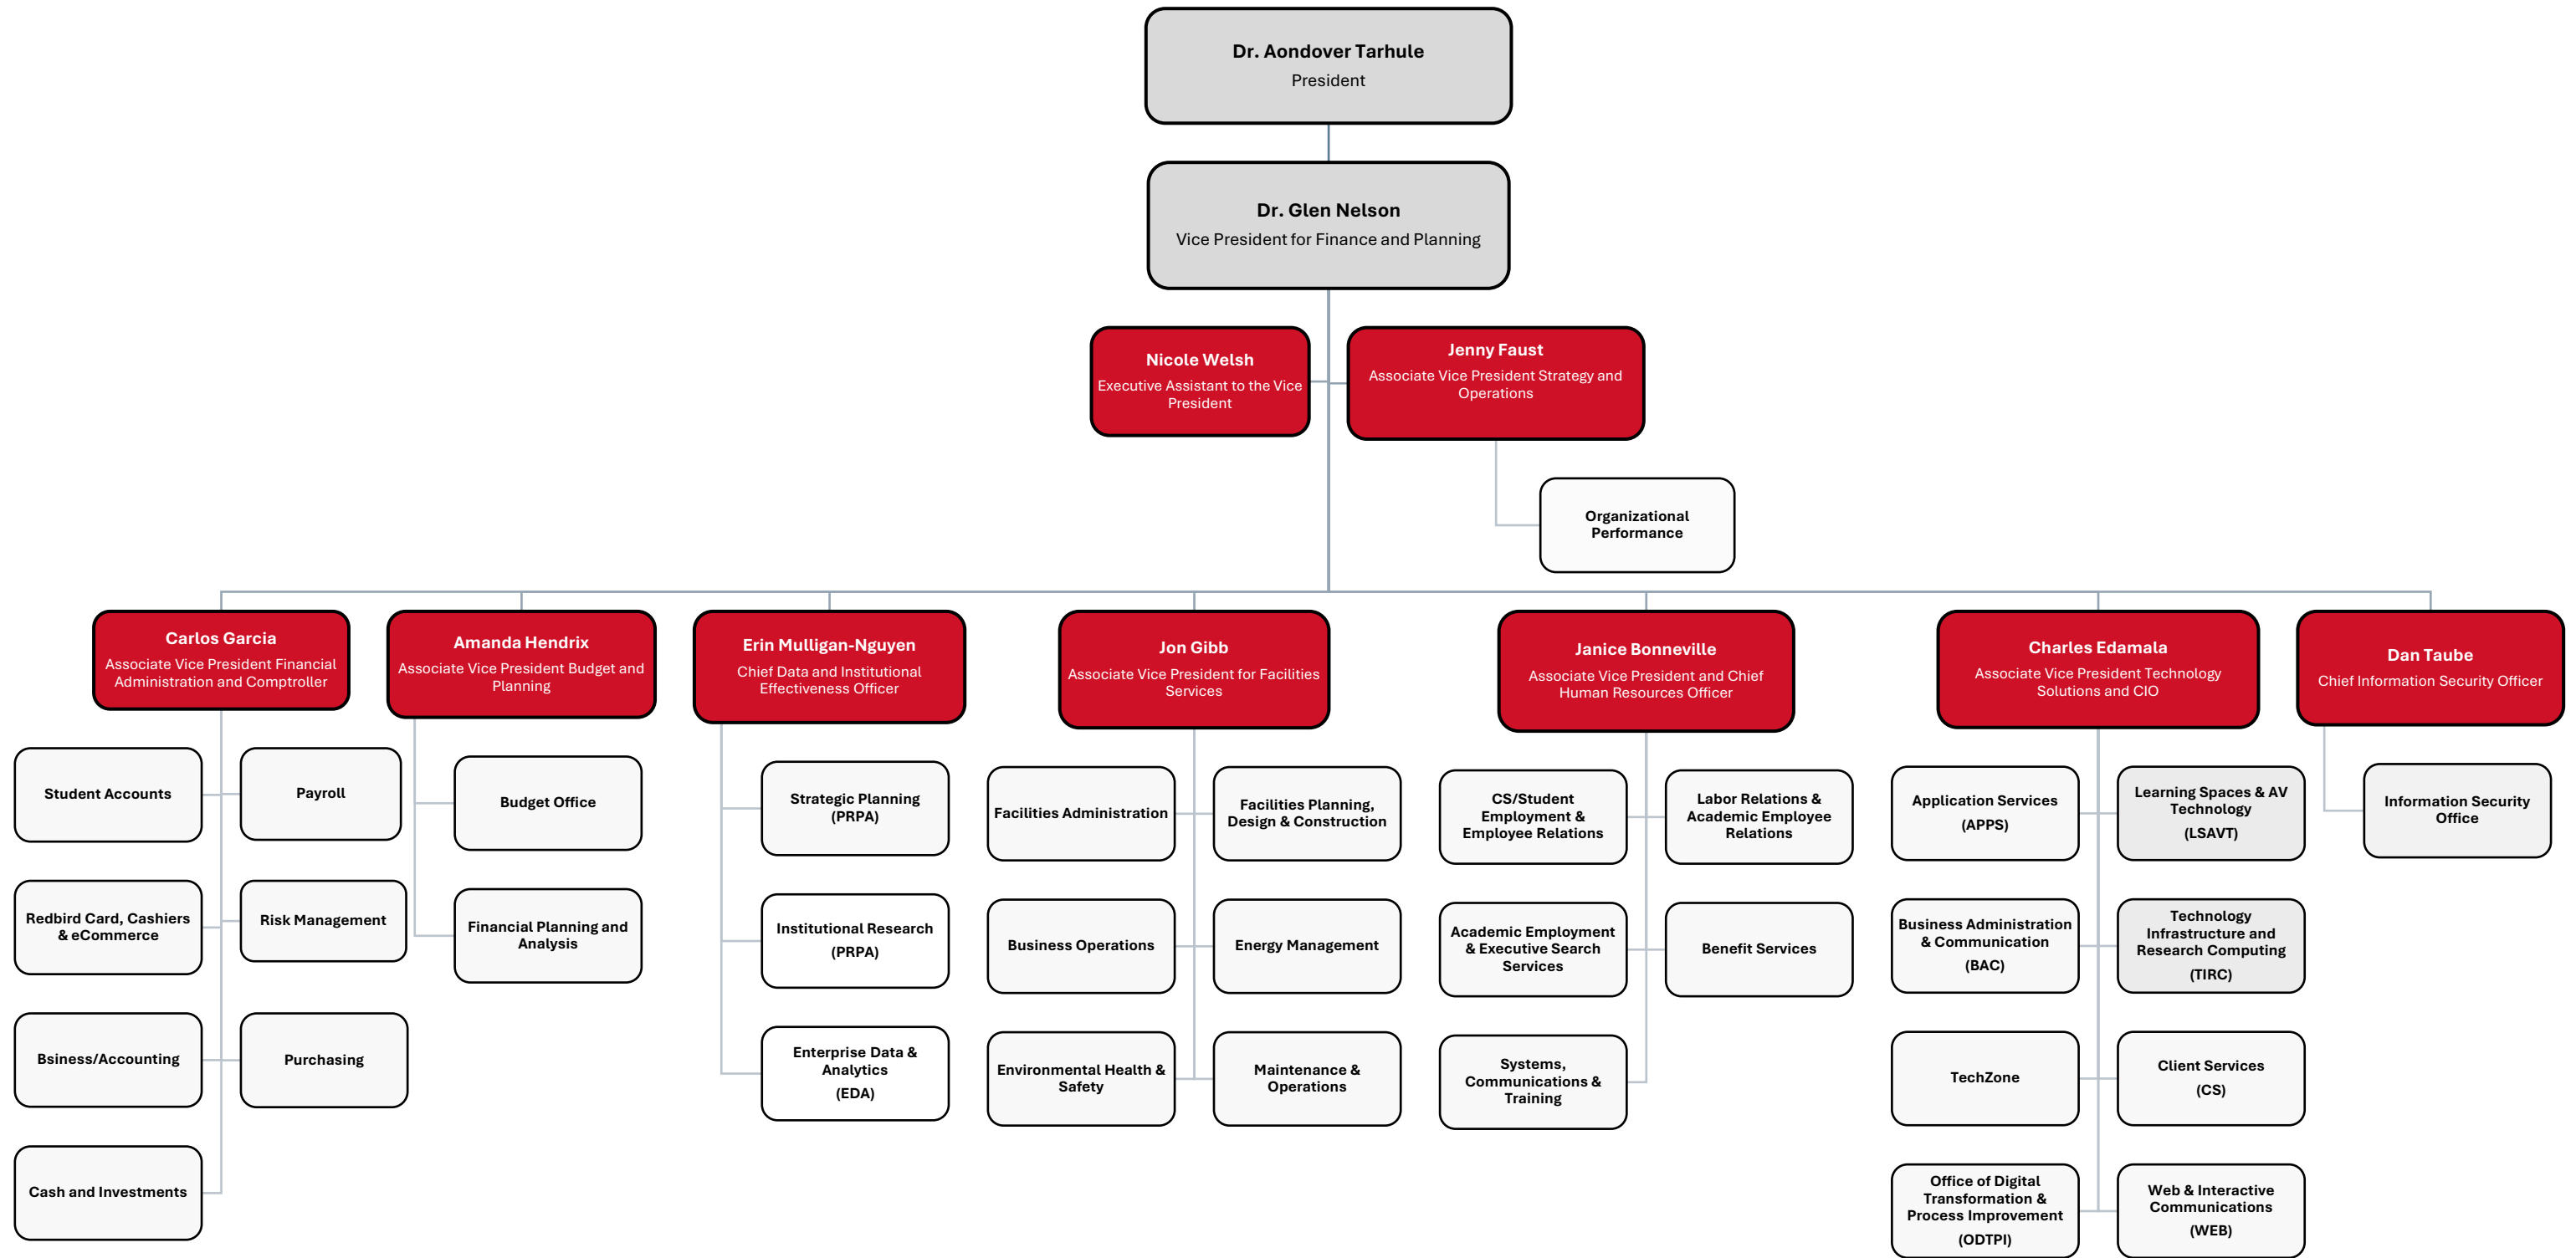 Dr. Aondover Tarhule
President
Dr. Glen Nelson
Vice President for Finance and Planning
Nicole Welsh
Executive Assistant to the Vice
President
Jenny Faust
Associate Vice President Strategy and
Operations
Organizational
Performance
Carlos Garcia
Associate Vice President Financial
Administration and Comptroller
Student Accounts
Payroll
Redbird Card, Cashiers
& eCommerce
Risk Management
Bsiness/Accounting
Purchasing
Cash and Investments
Amanda Hendrix
Associate Vice President Budget and
Planning
Budget Office
Financial Planning and
Analysis
Erin Mulligan-Nguyen
Chief Data and Institutional
Effectiveness Officer
Strategic Planning
(PRPA)
Institutional Research
(PRPA)
Enterprise Data &
Analytics
(EDA)
Jon Gibb
Associate Vice President for Facilities
Services
Facilities Administration
Facilities Planning,
Design & Construction
Business Operations
Energy Management
Environmental Health &
Safety
Maintenance &
Operations
Janice Bonneville
Associate Vice President and Chief
Human Resources Officer
CS/Student
Employment &
Employee Relations
Labor Relations &
Academic Employee
Relations
Academic Employment
& Executive Search
Services
Benefit Services
Systems,
Communications &
Training
Charles Edamala
Associate Vice President Technology
Solutions and CIO
Application Services
(APPS)
Learning Spaces & AV
Technology
(LSAVT)
Business Administration
& Communication
(BAC)
Technology
Infrastructure and
Research Computing
(TIRC)
TechZone
Client Services
(CS)
Office of Digital
Transformation &
Process Improvement
(ODTPI)
Web & Interactive
Communications
(WEB)
Dan Taube
Chief Information Security Officer
Information Security
Office